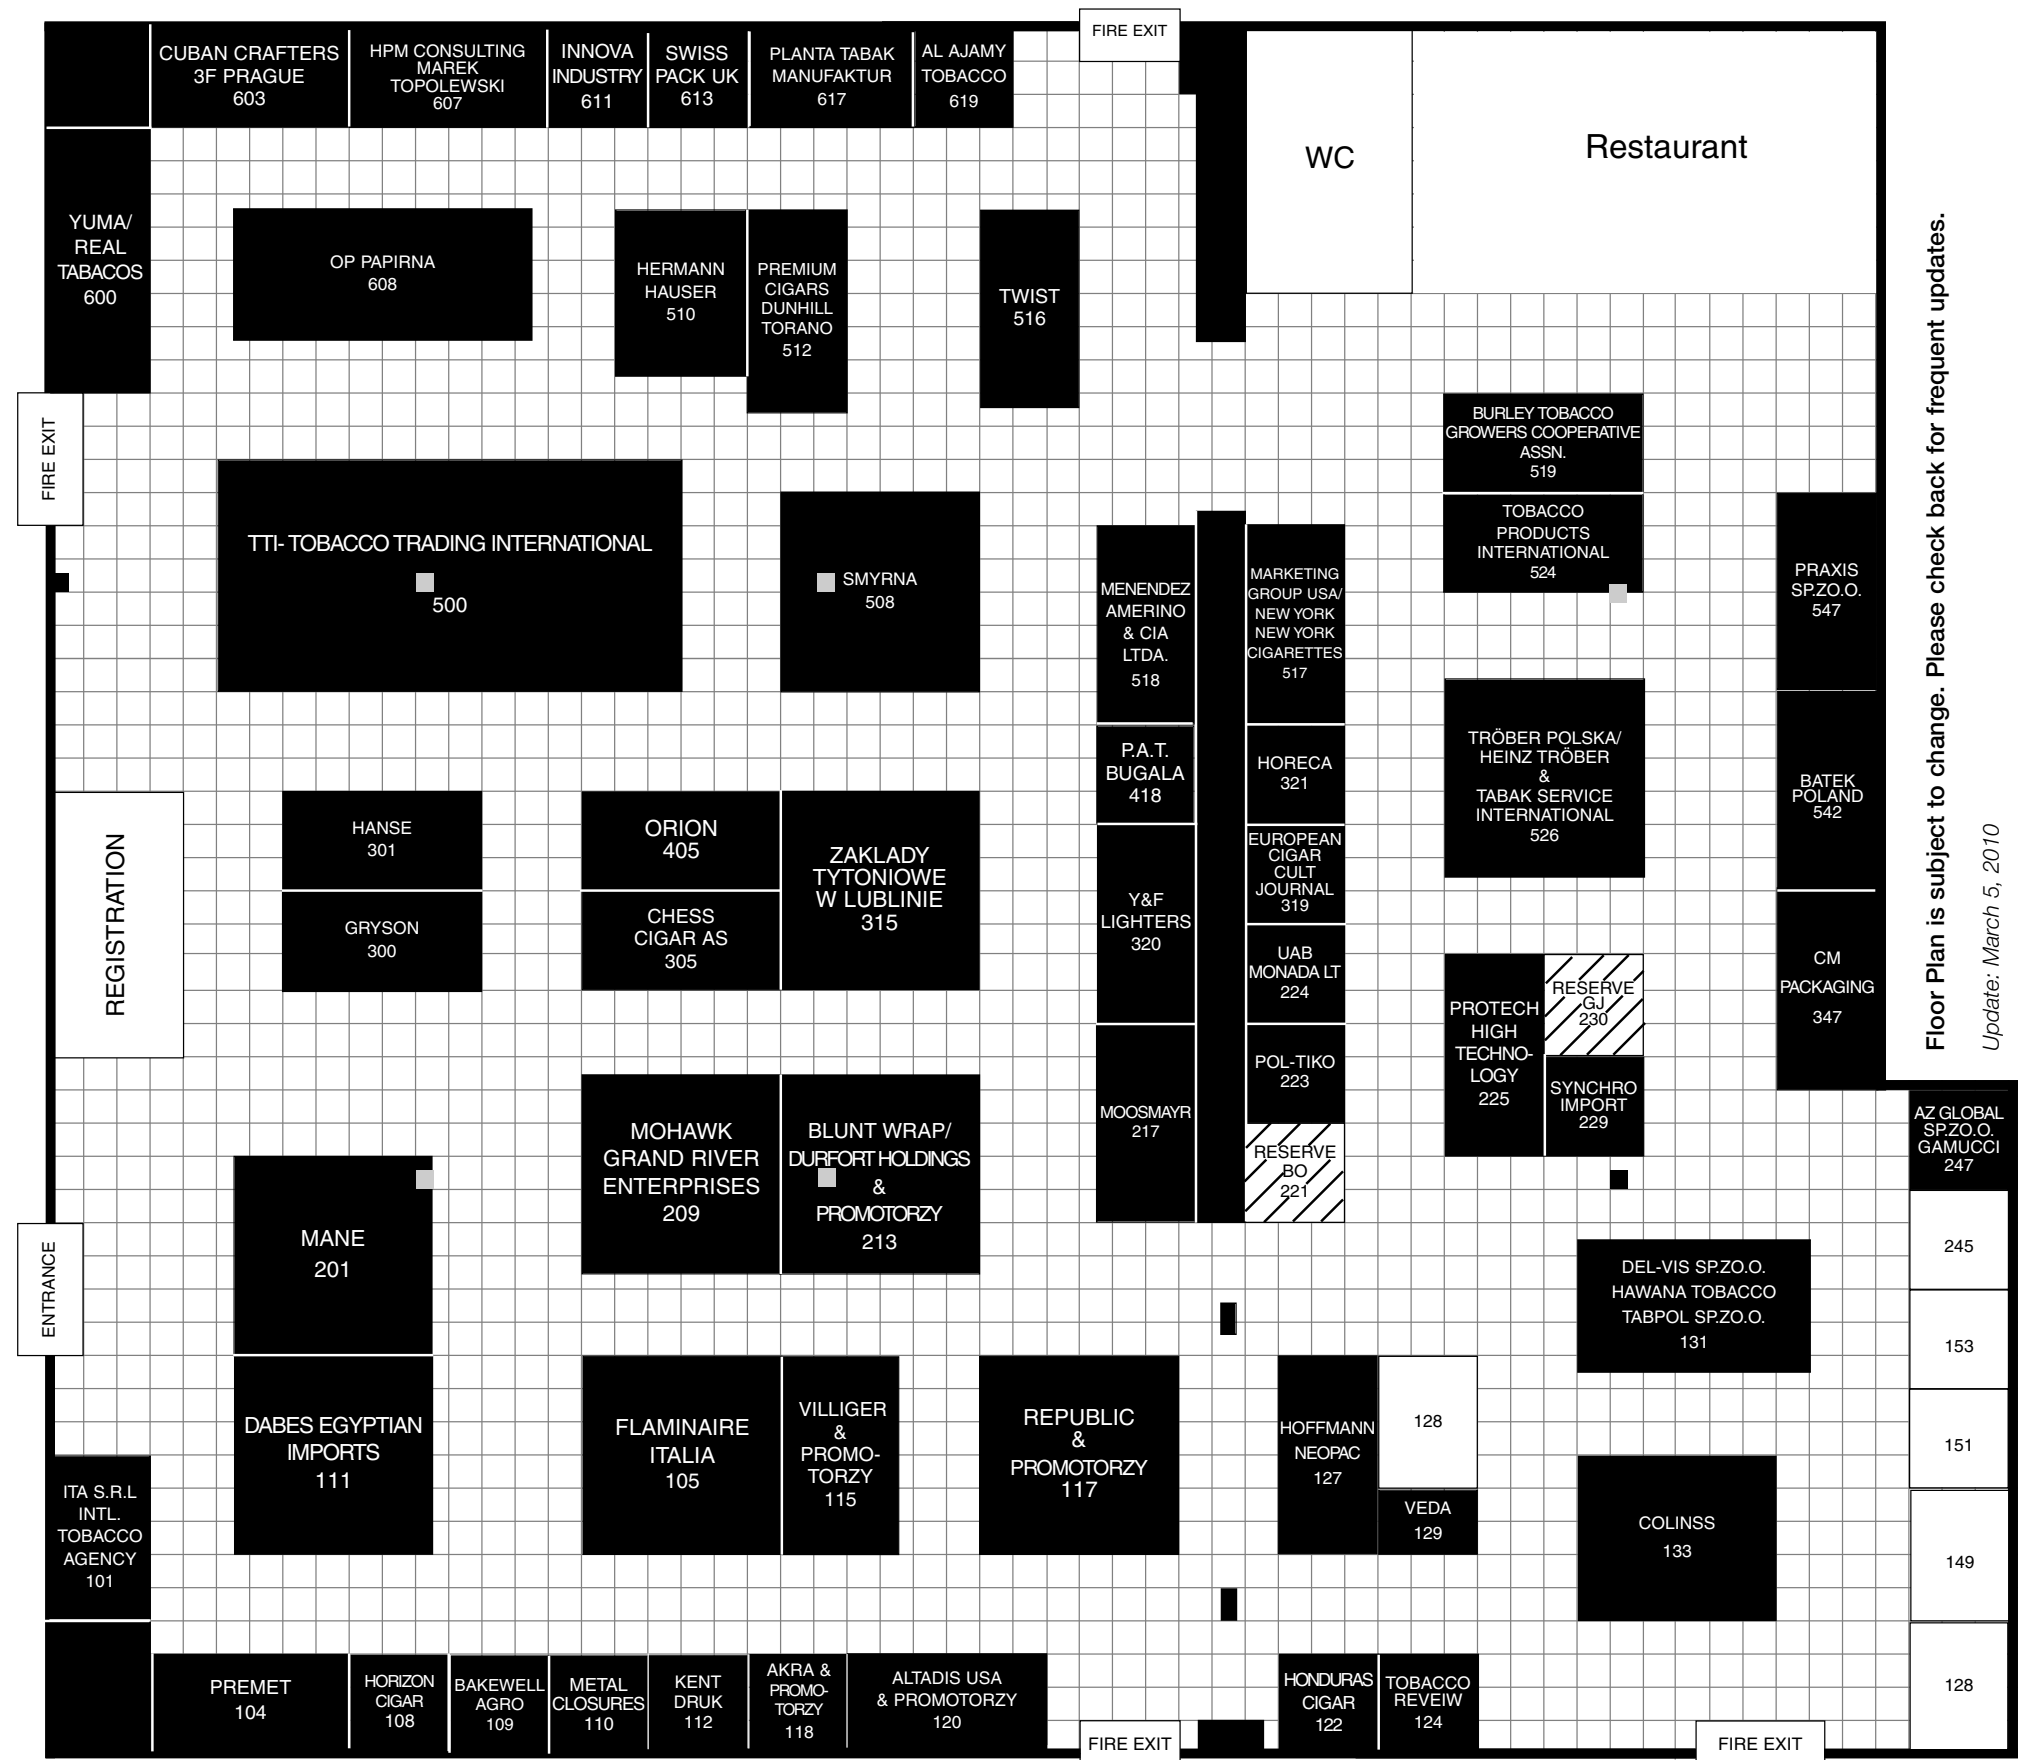 FIRE EXIT
CUBAN CRAFTERS
3F PRAGUE
603
HPM CONSULTING
MAREK
TOPOLEWSKI
607
INNOVA
INDUSTRY
611
SWISS
PACK UK
613
PLANTA TABAK
MANUFAKTUR
617
AL AJAMY
TOBACCO
619
WC
Restaurant
YUMA/
REAL
TABACOS
600
OP PAPIRNA
608
HERMANN
HAUSER
510
PREMIUM
CIGARS
DUNHILL
TORANO
512
TWIST
516
FIRE EXIT
BURLEY TOBACCO
GROWERS COOPERATIVE
ASSN.
519
TTI- TOBACCO TRADING INTERNATIONAL
500
SMYRNA
508
MENENDEZ
AMERINO
& CIA
LTDA.
518
MARKETING
GROUP USA/
NEW YORK
NEW YORK
CIGARETTES
517
TOBACCO
PRODUCTS
INTERNATIONAL
524
PRAXIS
SP.ZO.O.
547
P.A.T.
BUGALA
418
HORECA
321
TRÖBER POLSKA/
HEINZ TRÖBER
&
TABAK SERVICE
INTERNATIONAL
526
BATEK
POLAND
542
REGISTRATION
HANSE
301
GRYSON
300
ORION
405
CHESS
CIGAR AS
305
ZAKLADY
TYTONIOWE
W LUBLINIE
315
Y&F
LIGHTERS
320
EUROPEAN
CIGAR
CULT
JOURNAL
319
UAB
MONADA LT
224
PROTECH
HIGH
TECHNO-
LOGY
225
RESERVE
GJ
230
SYNCHRO
IMPORT
229
CM
PACKAGING
347
Floor Plan is subject to change. Please check back for frequent updates.
Update: March 5, 2010
MOHAWK
GRAND RIVER
ENTERPRISES
209
BLUNT WRAP/
DURFORT HOLDINGS
&
PROMOTORZY
213
MOOSMAYR
217
POL-TIKO
223
RESERVE
BO
221
AZ GLOBAL
SP.ZO.O.
GAMUCCI
247
245
153
151
149
128
ENTRANCE
MANE
201
DABES EGYPTIAN
IMPORTS
111
FLAMINAIRE
ITALIA
105
VILLIGER
&
PROMO-
TORZY
115
REPUBLIC
&
PROMOTORZY
117
HOFFMANN
NEOPAC
127
128
VEDA
129
DEL-VIS SP.ZO.O.
HAWANA TOBACCO
TABPOL SP.ZO.O.
131
COLINSS
133
ITA S.R.L
INTL.
TOBACCO
AGENCY
101
PREMET
104
HORIZON
CIGAR
108
BAKEWELL
AGRO
109
METAL
CLOSURES
110
KENT
DRUK
112
AKRA &
PROMO-
TORZY
118
ALTADIS USA
& PROMOTORZY
120
FIRE EXIT
HONDURAS
CIGAR
122
TOBACCO
REVEIW
124
FIRE EXIT